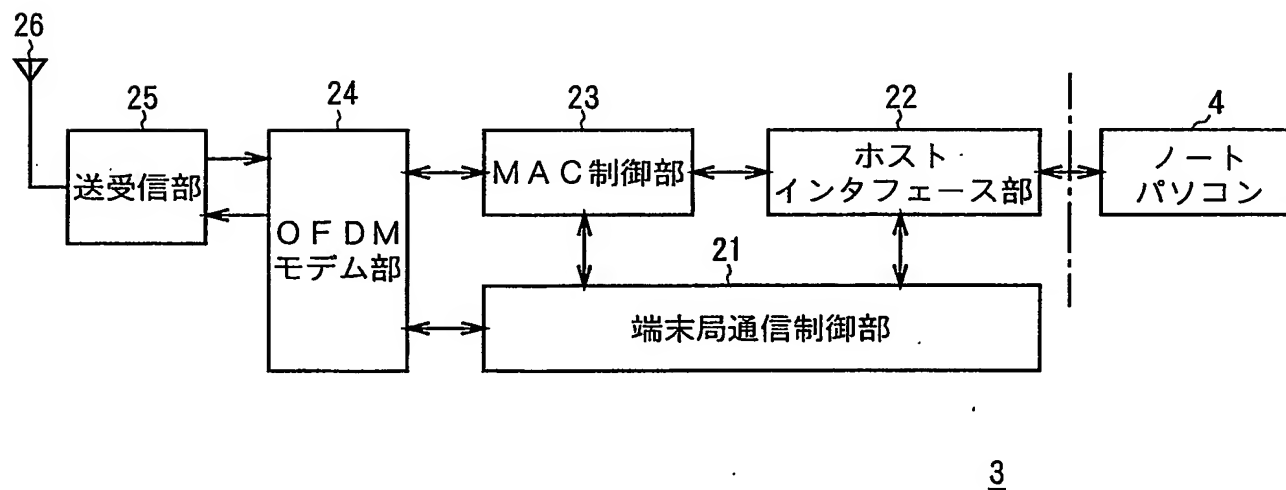 26
25
送受信部
24
OFDM
モデム部
23
MAC制御部
22
ホスト
インタフェース部
4
ノート
パソコン
21
端末局通信制御部
3